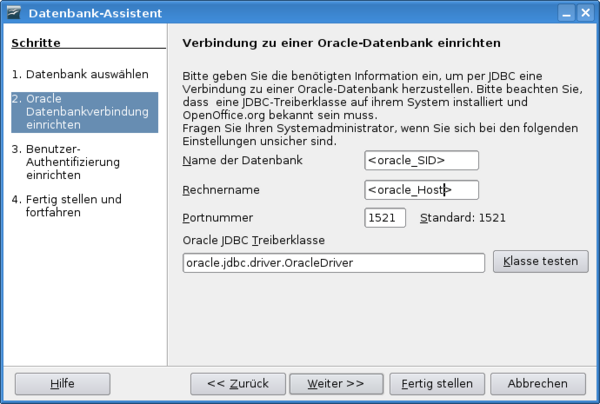 Datenbank-Assistent
Schritte
1. Datenbank auswählen
2. Oracle
Datenbankverbindung
einrichten
3. Benutzer-
Authentifizierung
einrichten
4. Fertig stellen und
fortfahren
Verbindung zu einer Oracle-Datenbank einrichten
Bitte geben Sie die benötigten Information ein, um per JDBC eine
Verbindung zu einer Oracle-Datenbank herzustellen. Bitte beachten Sie,
dass eine JDBC-Treiberklasse auf ihrem System installiert und
OpenOffice.org bekannt sein muss.
Fragen Sie Ihren Systemadministrator, wenn Sie sich bei den folgenden
Einstellungen unsicher sind.
Name der Datenbank <oracle_SID>
Rechnername <oracle_Host>
Portnummer 1521 Standard: 1521
Oracle JDBC Treiberklasse
oracle.jdbc.driver.OracleDriver Klasse testen
Hilfe << Zurück Weiter >> Fertig stellen Abbrechen